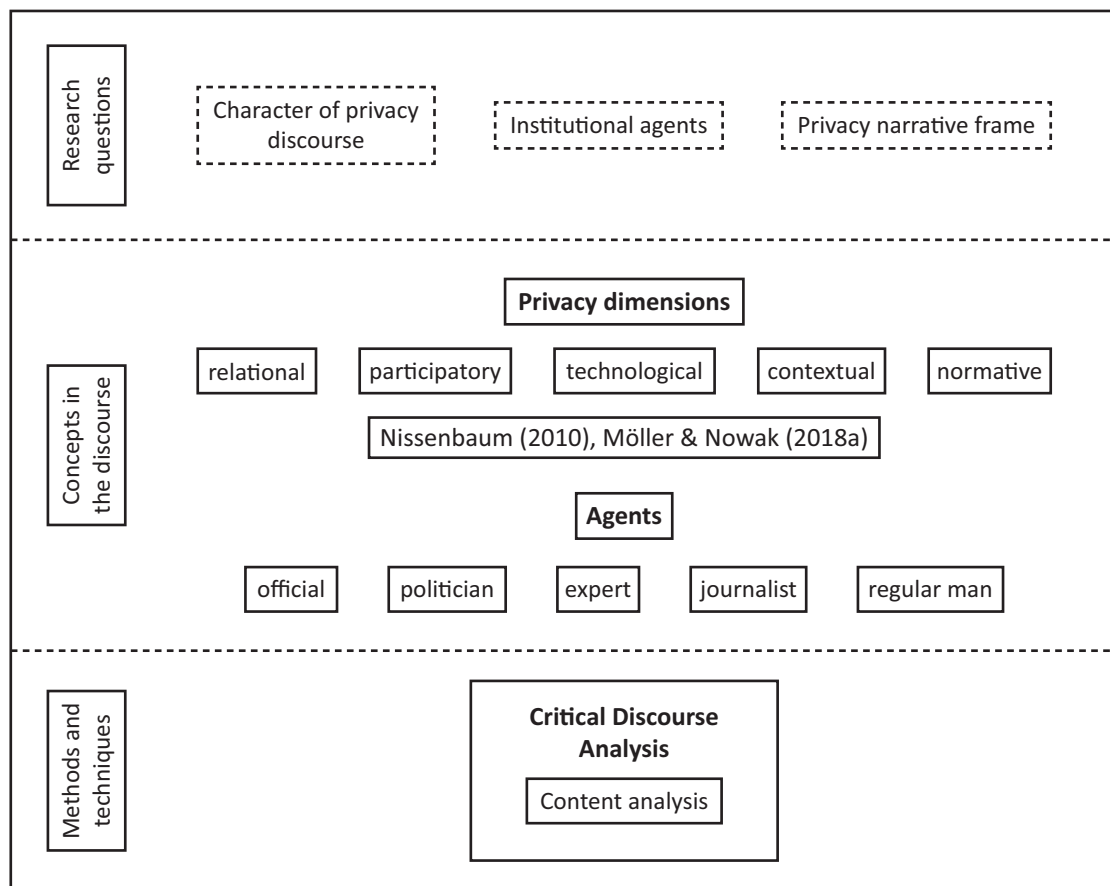 Research
questions
Character of privacy
discourse
Institutional agents
Privacy narrative frame
Concepts in
the discourse
Privacy dimensions
relational
participatory
technological
contextual
normative
Nissenbaum (2010), Möller & Nowak (2018a)
Agents
official
politician
expert
journalist
regular man
Methods and
techniques
Critical Discourse
Analysis
Content analysis